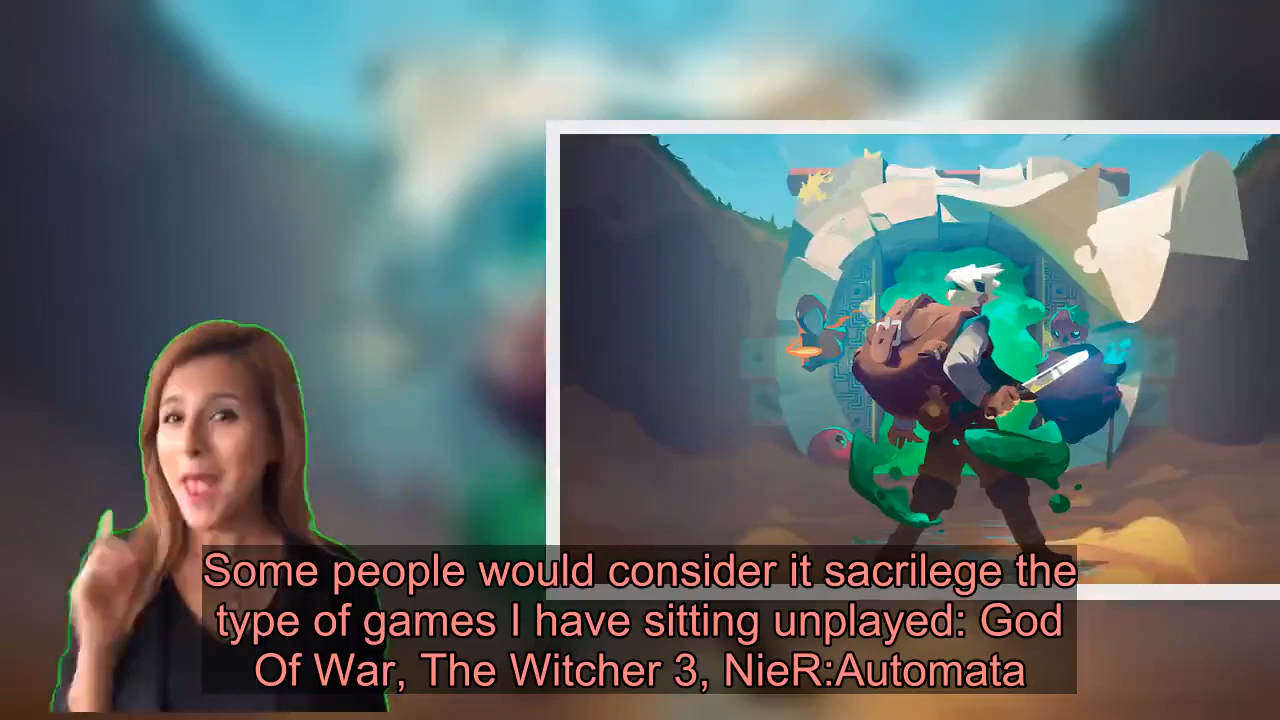 Some people would consider it sacrilege the
type of games I have sitting unplayed: God
Of War, The Witcher 3, NieR:Automata